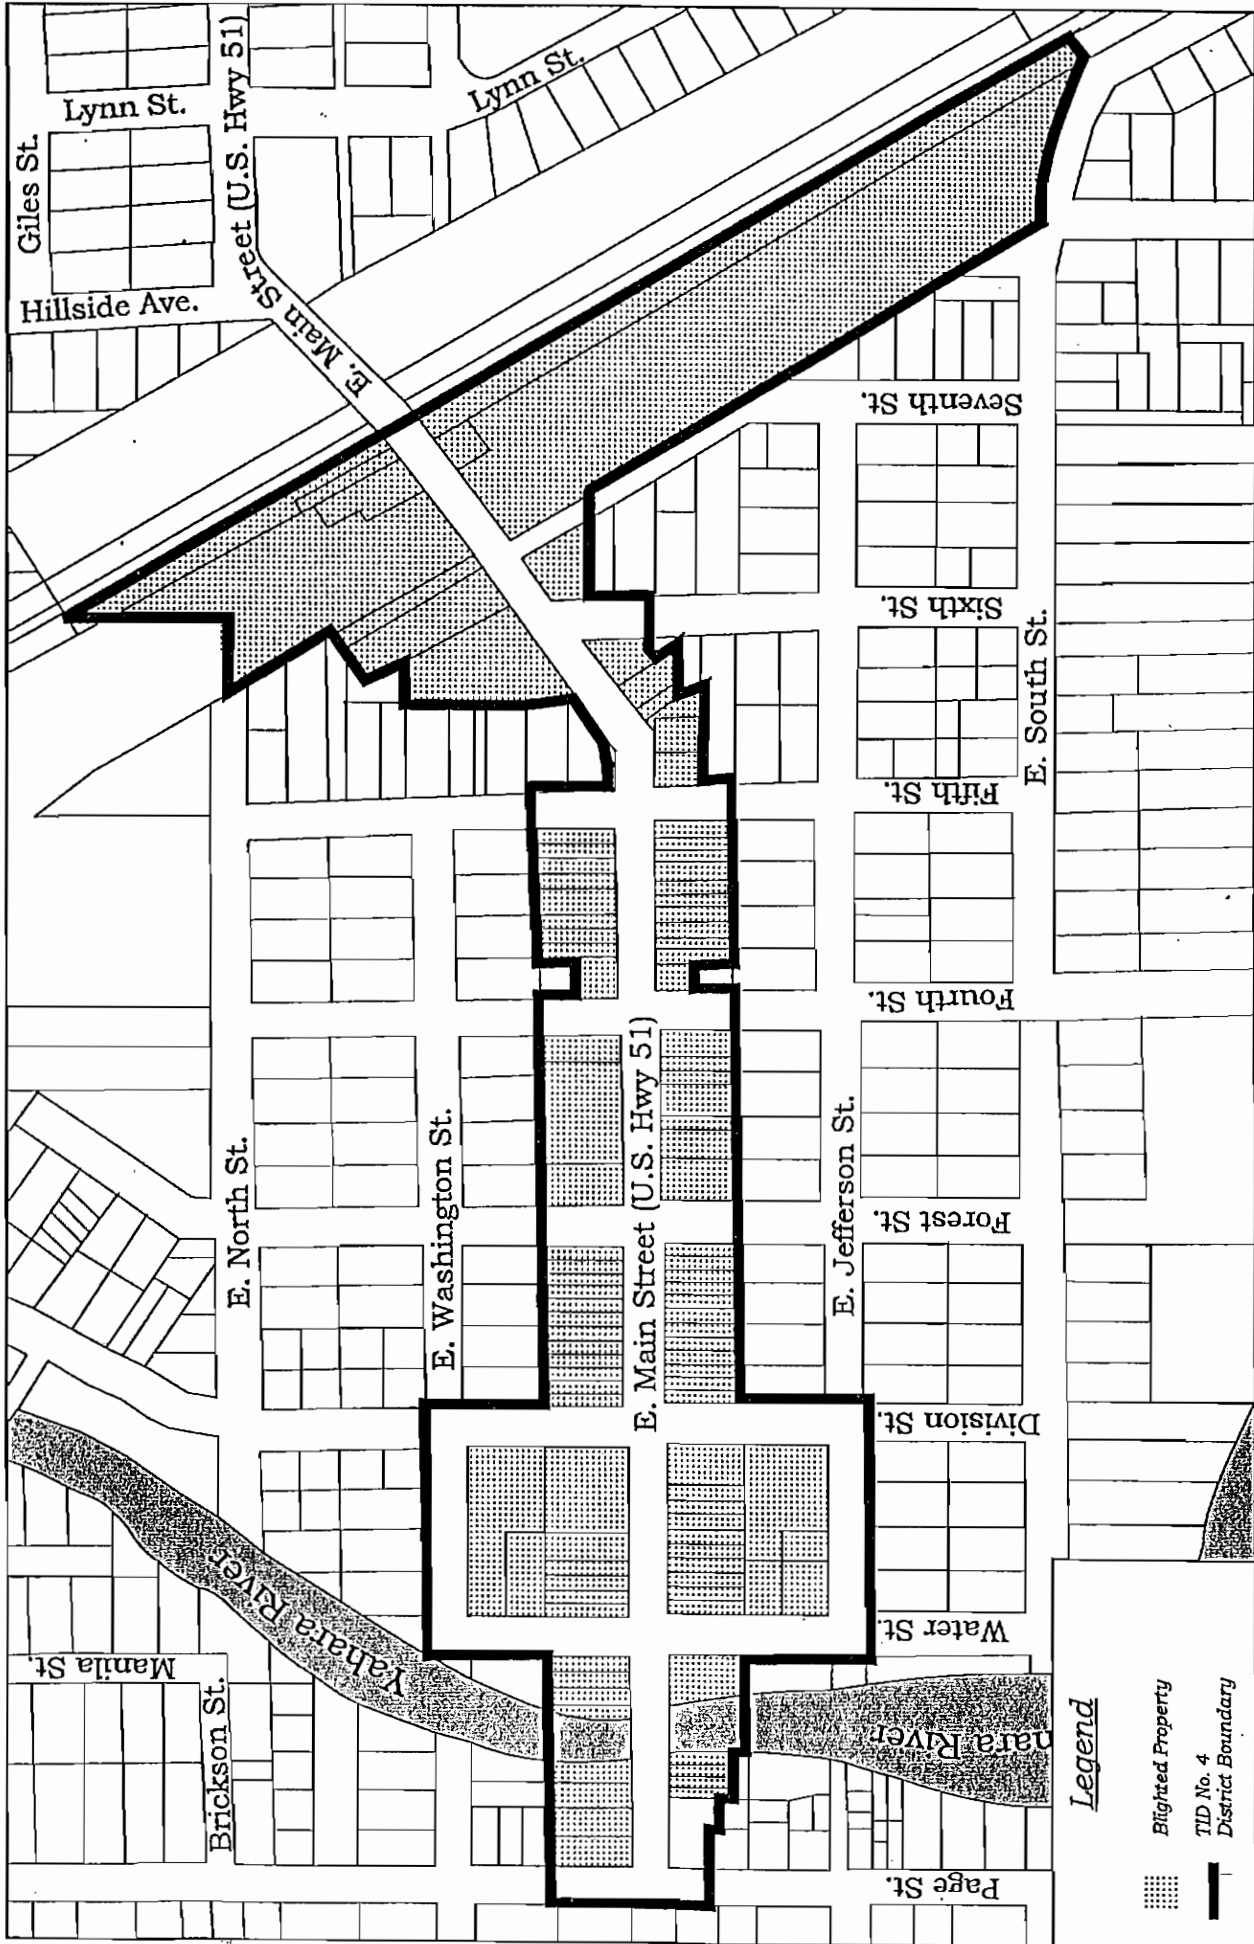 Giles St.
Lynn St.
E. Main Street (U.S. Hwy 51)
Lynn St.
Hillside Ave.
Seventh St.
Sixth St.
E. South St.
Fifth St.
Fourth St.
E. North St.
E. Washington St.
E. Main Street (U.S. Hwy 51)
E. Jefferson St.
Forest St.
Division St.
Water St.
Yahara River
Manila St.
Brickson St.
hara River
Page St.
Legend
Blighted Property
TID No. 4
District Boundary